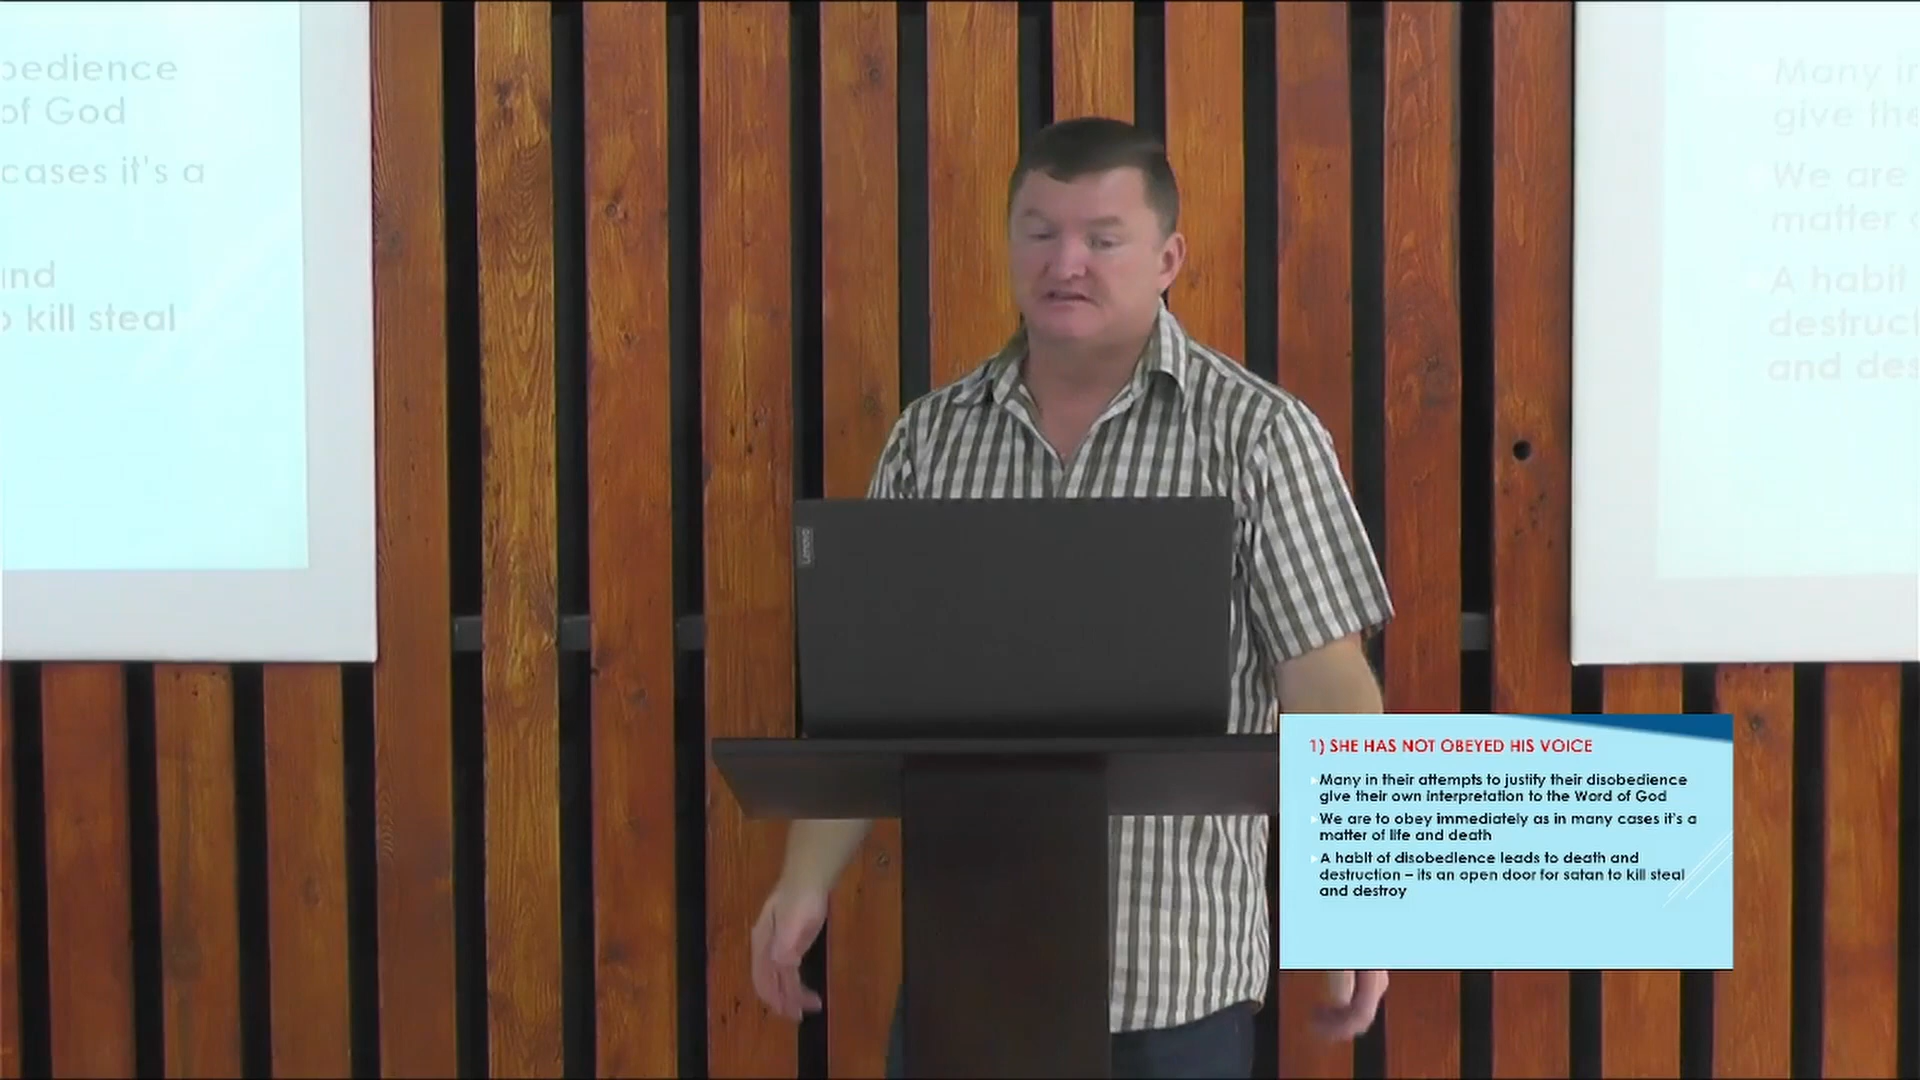 bedience
of God
cases it's a
and
kill steal
Many in
give the
We are
matter
A habit
destruct
and des
Lenovo
1) SHE HAS NOT OBEYED HIS VOICE
Many in their attempts to justify their disobedience
give their own interpretation to the Word of God
We are to obey immediately as in many cases it's a
matter of life and death
A habit of disobedience leads to death and
destruction – its an open door for satan to kill steal
and destroy